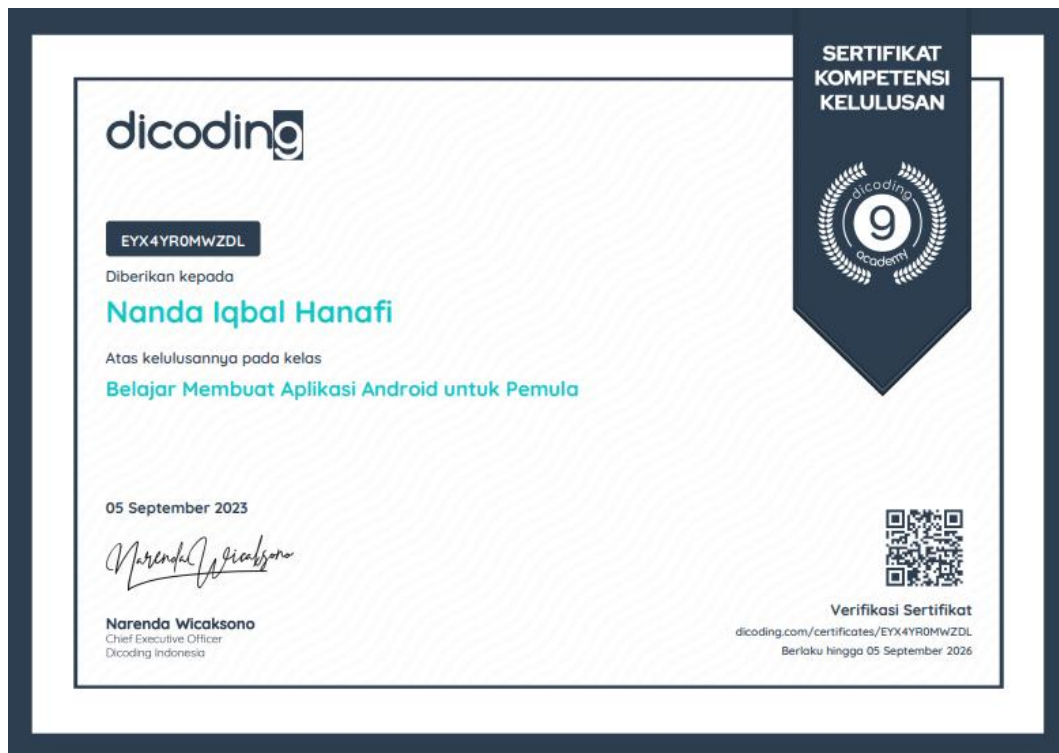 SERTIFIKAT
KOMPETENSI
KELULUSAN
dicoding
dicoding
9
academy
EYX4YR0MWZDL
Diberikan kepada
Nanda Iqbal Hanafi
Atas kelulusannya pada kelas
Belajar Membuat Aplikasi Android untuk Pemula
05 September 2023
Narenda Wicaksono
Narenda Wicaksono
Chief Executive Officer
Dicoding Indonesia
Verifikasi Sertifikat
dicoding.com/certificates/EYX4YR0MWZDL
Berlaku hingga 05 September 2026